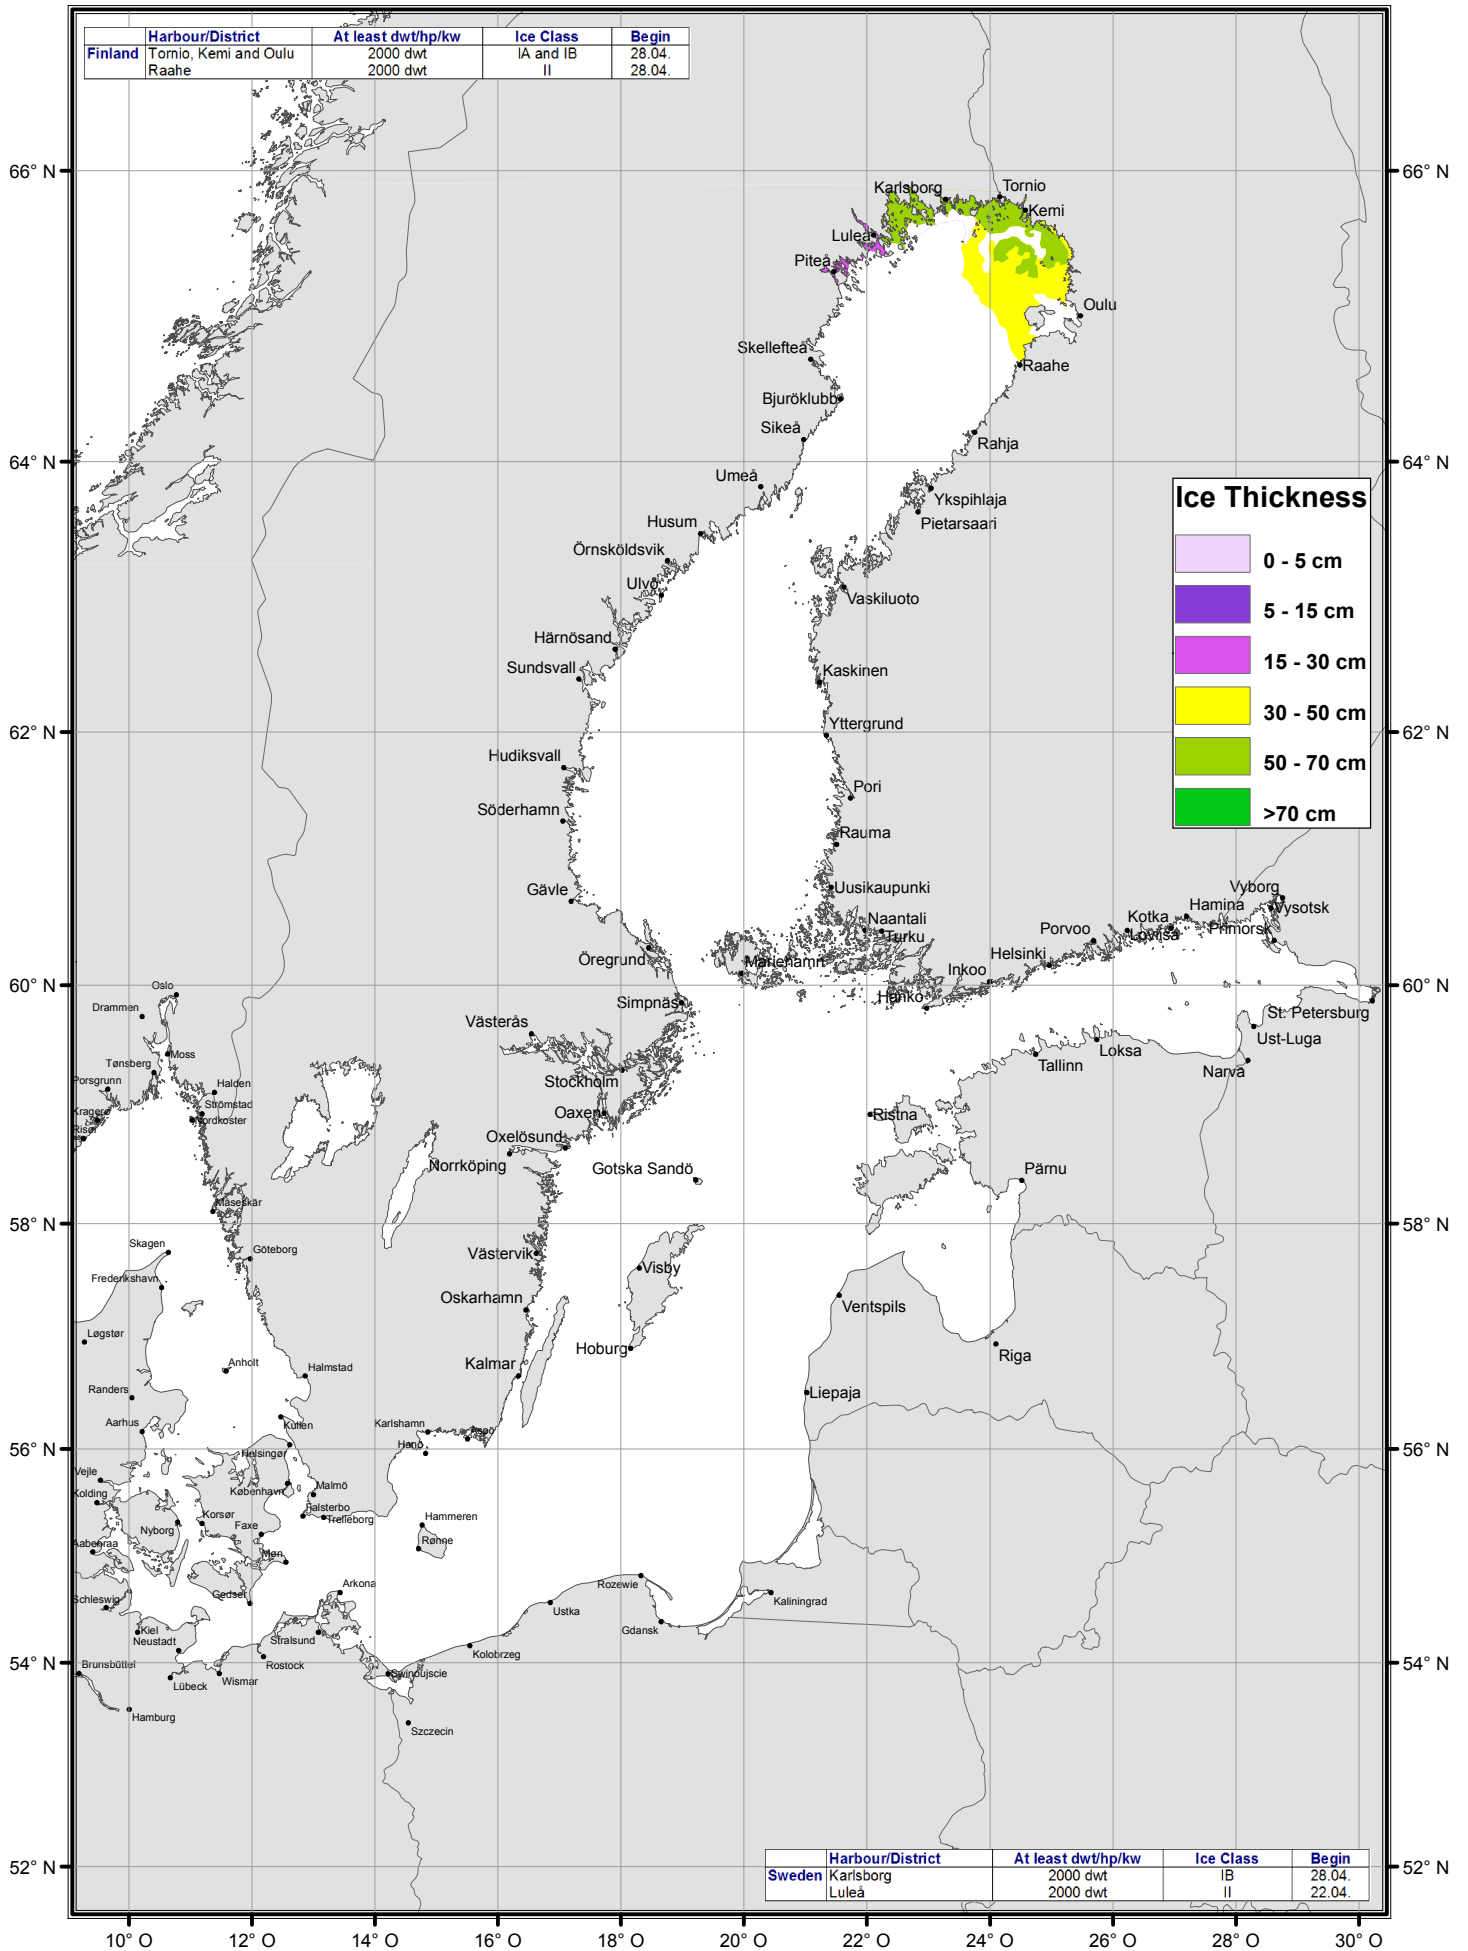 Harbour/District At least dwt/hp/kw Ice Class Begin
Finland Tornio, Kemi and Oulu 2000 dwt IA and IB 28.04.
Raahe 2000 dwt II 28.04.
66° N 66° N
Karlsborg
Tornio
Kemi
Luleå
Piteå
Oulu
Skellefteå
Raahe
Bjuröklubb
Sikeå
Rahja
64° N 64° N
Umeå
Ykspihlaja
Pietarsaari
Husum
Örnsköldsvik
Ulvö
Vaskiluoto
Härnösand
Sundsvall
Kaskinen
Ice Thickness
0 - 5 cm
5 - 15 cm
15 - 30 cm
30 - 50 cm
50 - 70 cm
>70 cm
Yttergrund
62° N 62° N
Hudiksvall
Pori
Söderhamn
Rauma
Gävle
Uusikaupunki
Vyborg
Hamina
Vysotsk
Naantali
Kotka
Porvoo
Lovisa
Primorsk
Turku
Helsinki
Öregrund
Mariehamn
Inkoo
Hanko
60° N 60° N
Oslo
Simpnäs
Drammen
St. Petersburg
Västerås
Ust-Luga
Moss
Loksa
Tallinn
Tønsberg
Narva
Porsgrunn
Halden
Stockholm
Strömstad
Kragerø
Oaxen
Ristna
Nordkoster
Risør
Oxelösund
Norrköping
Gotska Sandö
Pärnu
Måseskär
58° N 58° N
Skagen
Göteborg
Västervik
Visby
Frederikshavn
Oskarhamn
Ventspils
Løgstør
Hoburg
Riga
Anholt
Halmstad
Kalmar
Randers
Liepaja
Aarhus
Kullen
Karlshamn
Aspö
Hanö
56° N 56° N
Helsingør
Vejle
København
Malmö
Kolding
Falsterbo
Trelleborg
Korsør
Nyborg
Faxe
Hammeren
Rønne
Aabenraa
Møn
Arkona
Rozewie
Kaliningrad
Schleswig
Gedser
Ustka
Gdansk
Kiel
Neustadt
Stralsund
Kolobrzeg
54° N 54° N
Brunsbüttel
Rostock
Swinoujscie
Lübeck
Wismar
Hamburg
Szczecin
52° N 52° N
Harbour/District At least dwt/hp/kw Ice Class Begin
Sweden Karlsborg 2000 dwt IB 28.04.
Luleå 2000 dwt II 22.04.
10° O 12° O 14° O 16° O 18° O 20° O 22° O 24° O 26° O 28° O 30° O